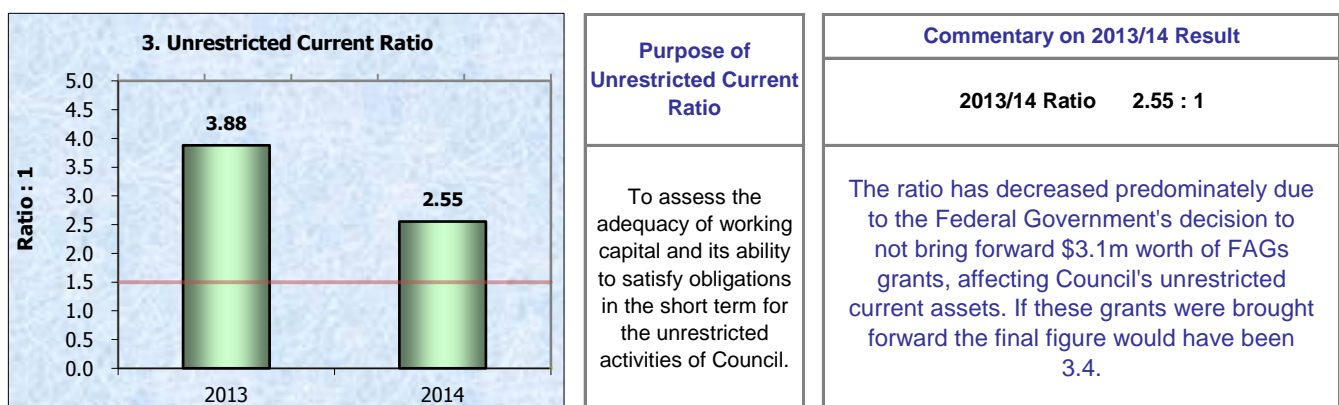 3. Unrestricted Current Ratio
5.0
4.5
4.0
3.5
3.0
2.5
2.0
1.5
1.0
0.5
0.0
Ratio : 1
3.88
2.55
2013
2014
Purpose of
Unrestricted Current
Ratio
To assess the
adequacy of working
capital and its ability
to satisfy obligations
in the short term for
the unrestricted
activities of Council.
Commentary on 2013/14 Result
2013/14 Ratio 2.55 : 1
The ratio has decreased predominately due
to the Federal Government's decision to
not bring forward $3.1m worth of FAGs
grants, affecting Council's unrestricted
current assets. If these grants were brought
forward the final figure would have been
3.4.